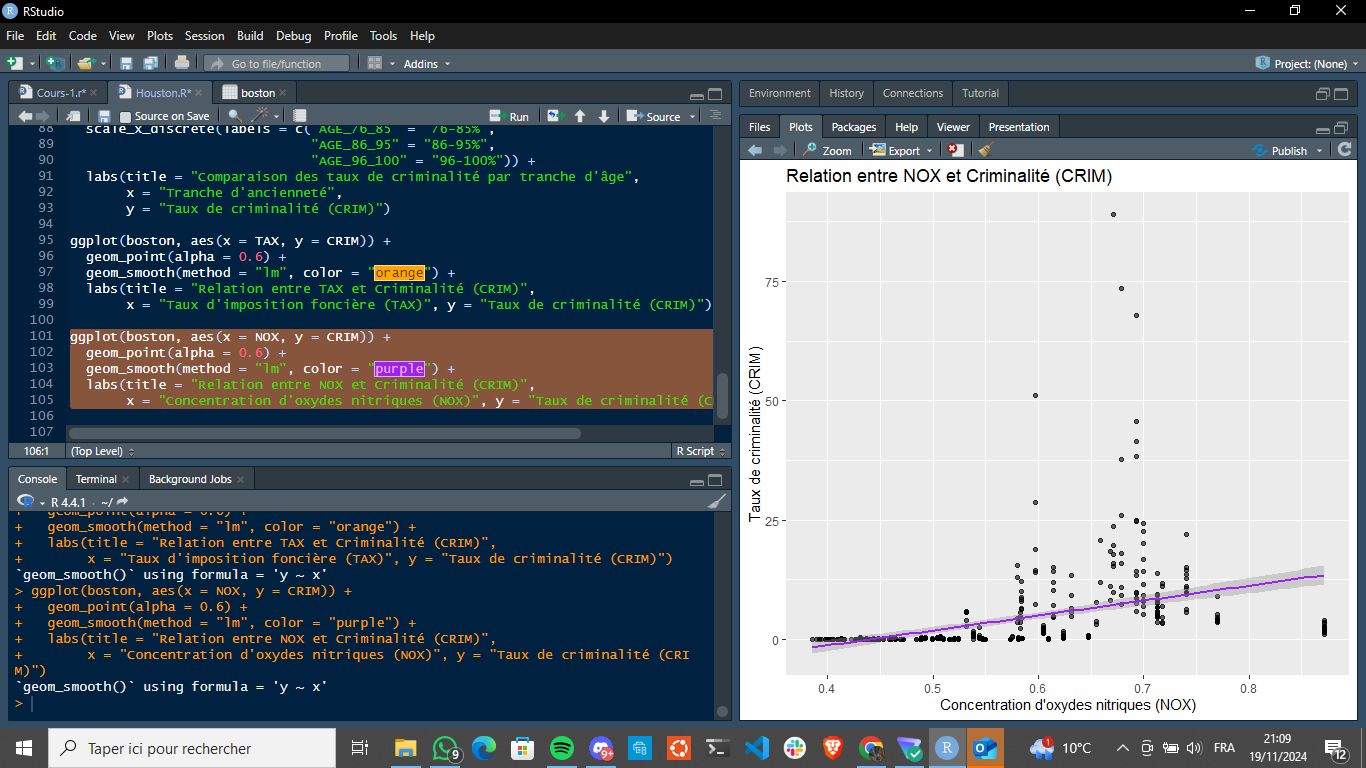 RStudio
File Edit Code View Plots Session Build Debug Profile Tools Help
Go to file/function Addins Project: (None)
Cours-1.r* Houston.R* boston
Source on Save Run Source
88 scale_x_discrete(labels = c("AGE_76_85" = "76-85%",
89 "AGE_86_95" = "86-95%",
90 "AGE_96_100" = "96-100%")) +
91 labs(title = "Comparaison des taux de criminalité par tranche d'âge",
92 x = "Tranche d'ancienneté",
93 y = "Taux de criminalité (CRIM)")
94
95 ggplot(boston, aes(x = TAX, y = CRIM)) +
96 geom_point(alpha = 0.6) +
97 geom_smooth(method = "lm", color = "orange") +
98 labs(title = "Relation entre TAX et Criminalité (CRIM)",
99 x = "Taux d'imposition foncière (TAX)", y = "Taux de criminalité (CRIM)")
100
101 ggplot(boston, aes(x = NOX, y = CRIM)) +
102 geom_point(alpha = 0.6) +
103 geom_smooth(method = "lm", color = "purple") +
104 labs(title = "Relation entre NOX et Criminalité (CRIM)",
105 x = "Concentration d'oxydes nitriques (NOX)", y = "Taux de criminalité (C
106
107
106:1 (Top Level) R Script
Console Terminal Background Jobs
R 4.4.1 · ~/
+ geom_point(alpha = 0.6) +
+ geom_smooth(method = "lm", color = "orange") +
+ labs(title = "Relation entre TAX et Criminalité (CRIM)",
+ x = "Taux d'imposition foncière (TAX)", y = "Taux de criminalité (CRIM)")
`geom_smooth()` using formula = 'y ~ x'
> ggplot(boston, aes(x = NOX, y = CRIM)) +
+ geom_point(alpha = 0.6) +
+ geom_smooth(method = "lm", color = "purple") +
+ labs(title = "Relation entre NOX et Criminalité (CRIM)",
+ x = "Concentration d'oxydes nitriques (NOX)", y = "Taux de criminalité (CRI
M)")
`geom_smooth()` using formula = 'y ~ x'
>
Environment History Connections Tutorial
Files Plots Packages Help Viewer Presentation
Zoom Export Publish
Relation entre NOX et Criminalité (CRIM)
Taux de criminalité (CRIM)
75
50
25
0
0.4 0.5 0.6 0.7 0.8
Concentration d'oxydes nitriques (NOX)
Taper ici pour rechercher
9
6
1
10°C
FRA
21:09
19/11/2024
12